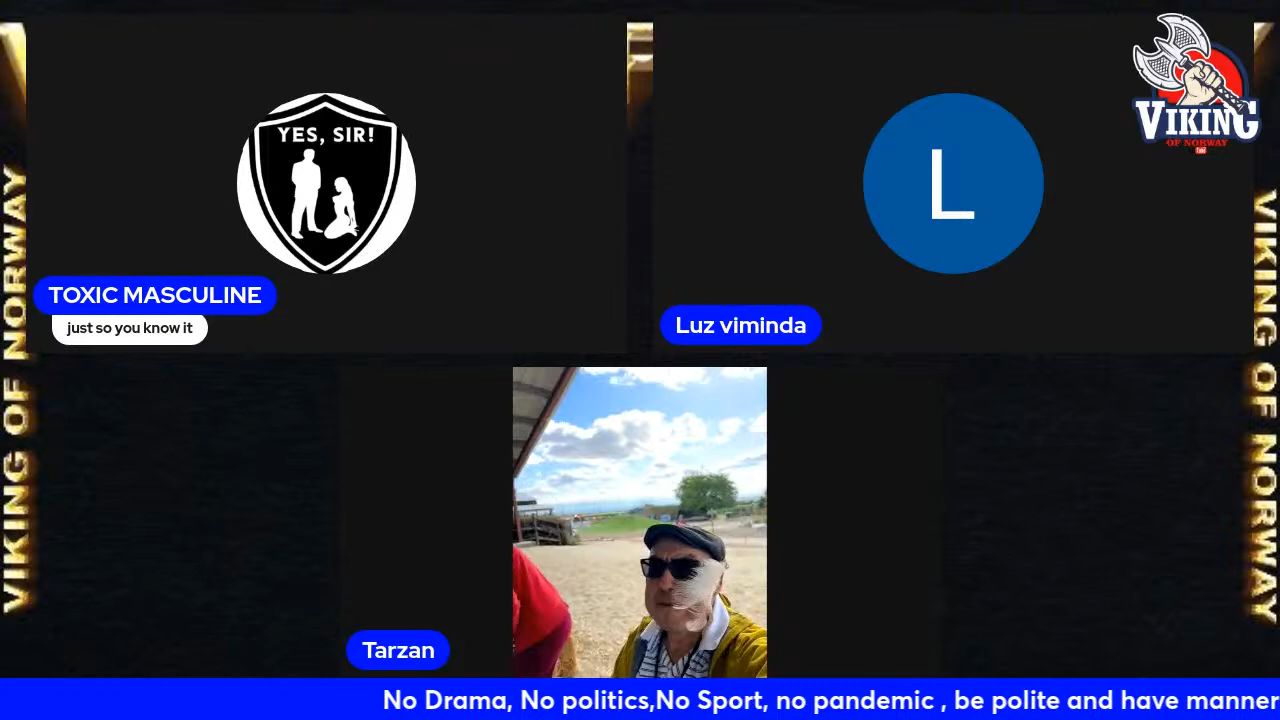 YES, SIR!
TOXIC MASCULINE
just so you know it
L
Luz viminda
VIKING
OF NORWAY
VIKING OF NORWAY
VIKING OF NORWAY
Tarzan
No Drama, No politics,No Sport, no pandemic , be polite and have manner